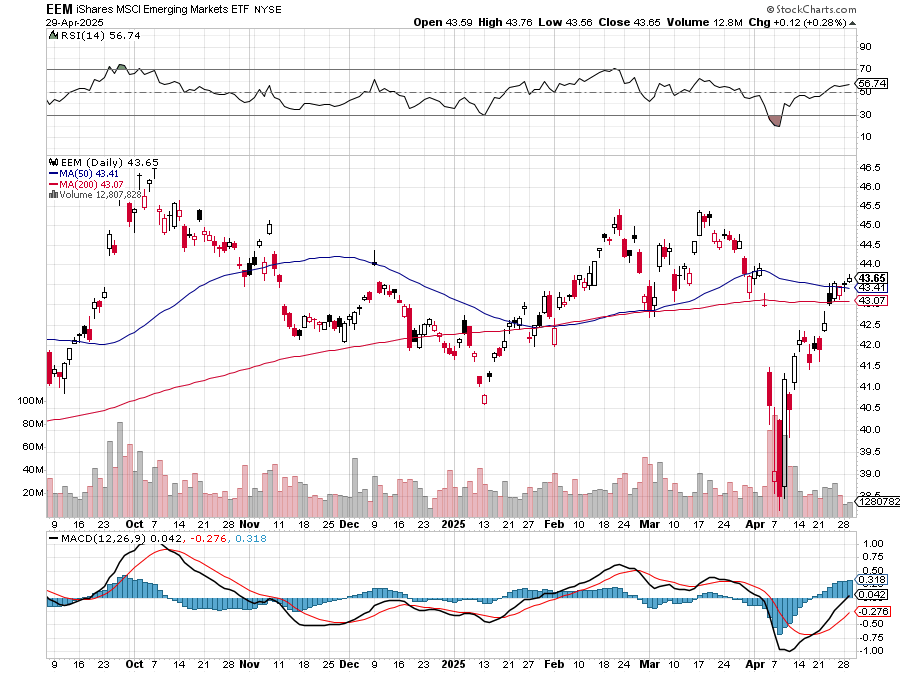 EEM iShares MSCI Emerging Markets ETF NYSE
© StockCharts.com
29-Apr-2025
Open 43.59 High 43.76 Low 43.56 Close 43.65 Volume 12.8M Chg +0.12 (+0.28%)
RSI(14) 56.74
90
70
56.74
50
30
10
EEM (Daily) 43.65
MA(50) 43.41
MA(200) 43.07
Volume 12,807,828
46.5
46.0
45.5
45.0
44.5
44.0
43.65
43.41
43.07
42.5
42.0
41.5
41.0
40.5
40.0
39.5
39.0
38.5
100M
80M
60M
40M
20M
1280782
9 16 23 Oct 7 14 21 28 Nov 11 18 25 Dec 9 16 23 2025 13 21 27 Feb 10 18 24 Mar 10 17 24 Apr 7 14 21 28
MACD(12,26,9) 0.042, -0.276, 0.318
1.00
0.75
0.50
0.318
0.042
-0.276
-0.50
-0.75
-1.00
9 16 23 Oct 7 14 21 28 Nov 11 18 25 Dec 9 16 23 2025 13 21 27 Feb 10 18 24 Mar 10 17 24 Apr 7 14 21 28